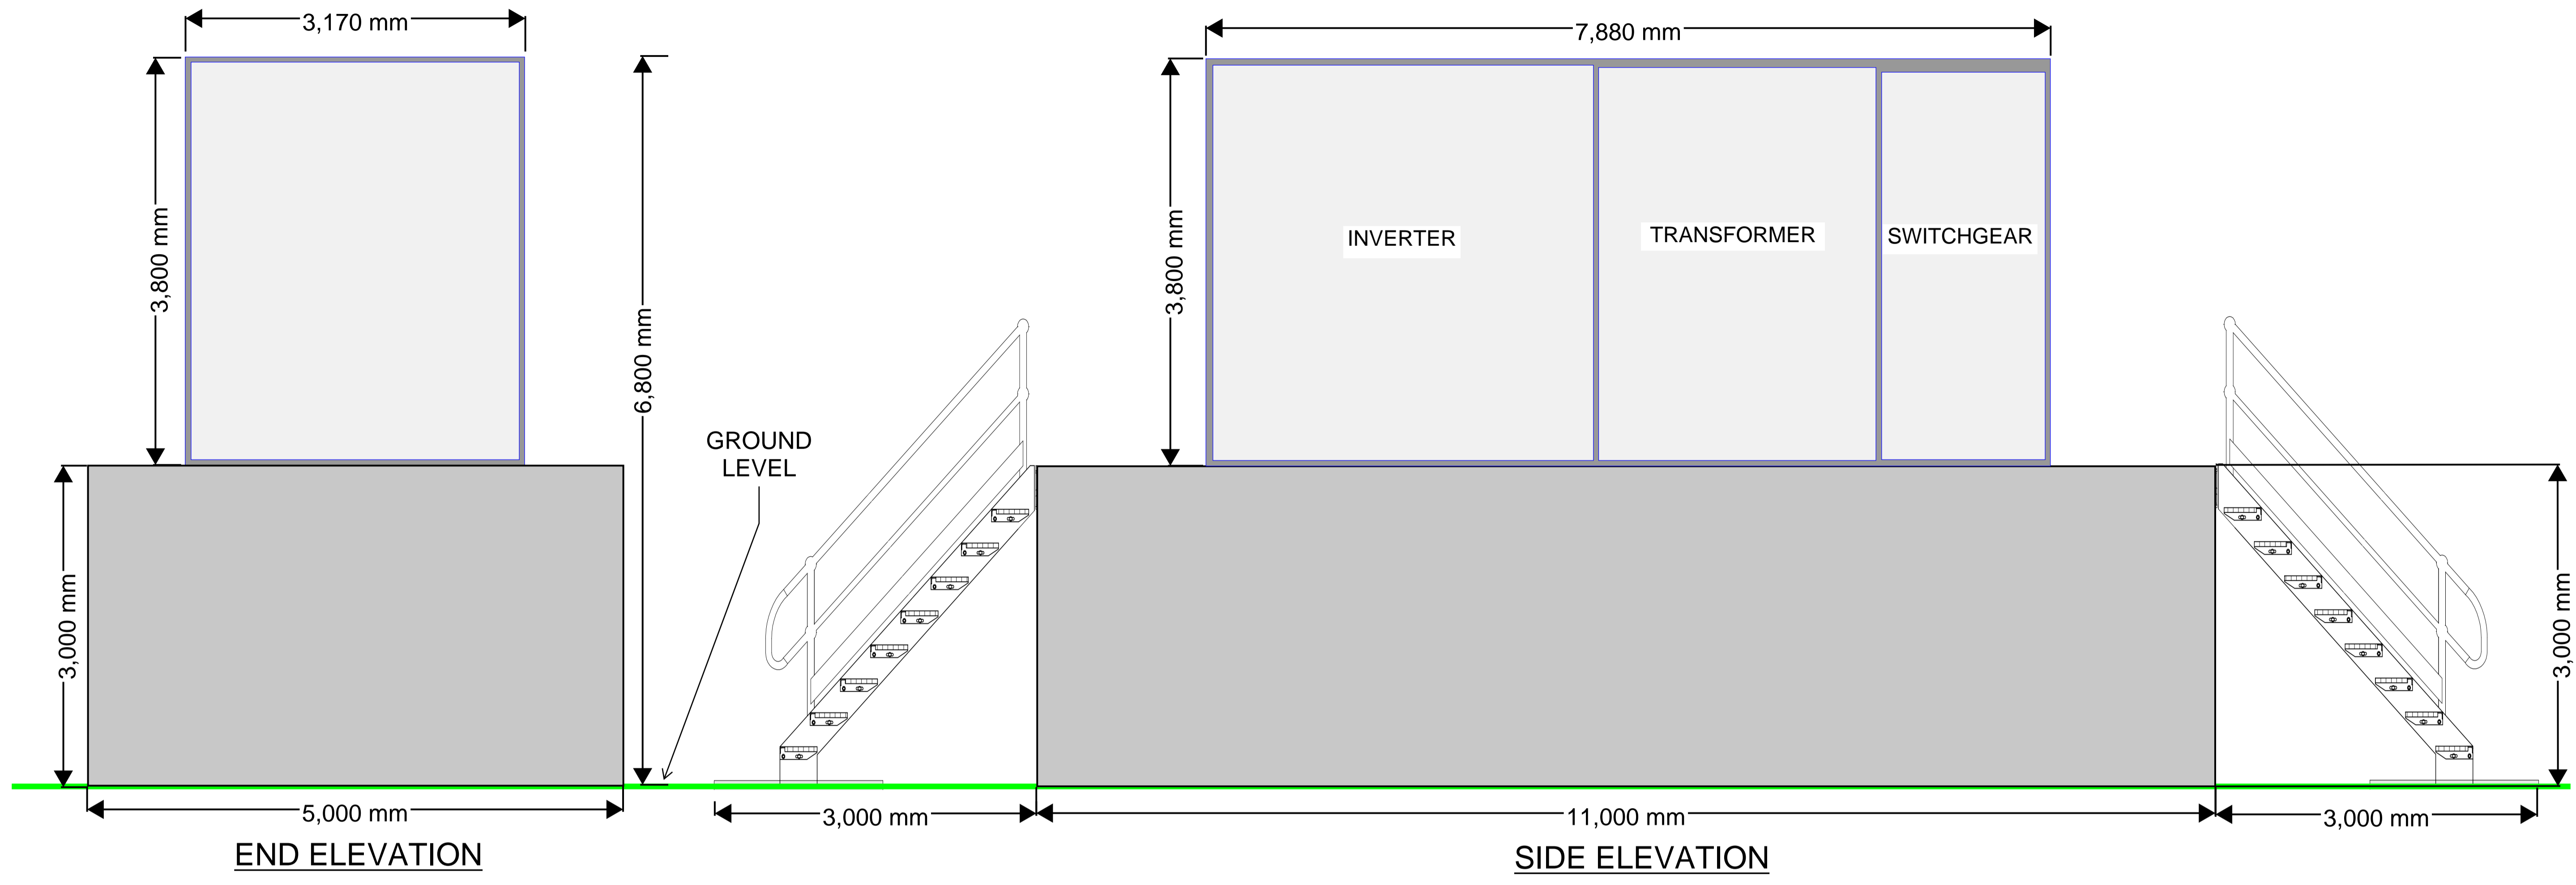 3,170 mm
7,880 mm
3,800 mm
6,800 mm
3,800 mm
INVERTER
TRANSFORMER
SWITCHGEAR
GROUND
LEVEL
3,000 mm
3,000 mm
5,000 mm
3,000 mm
11,000 mm
3,000 mm
END ELEVATION
SIDE ELEVATION